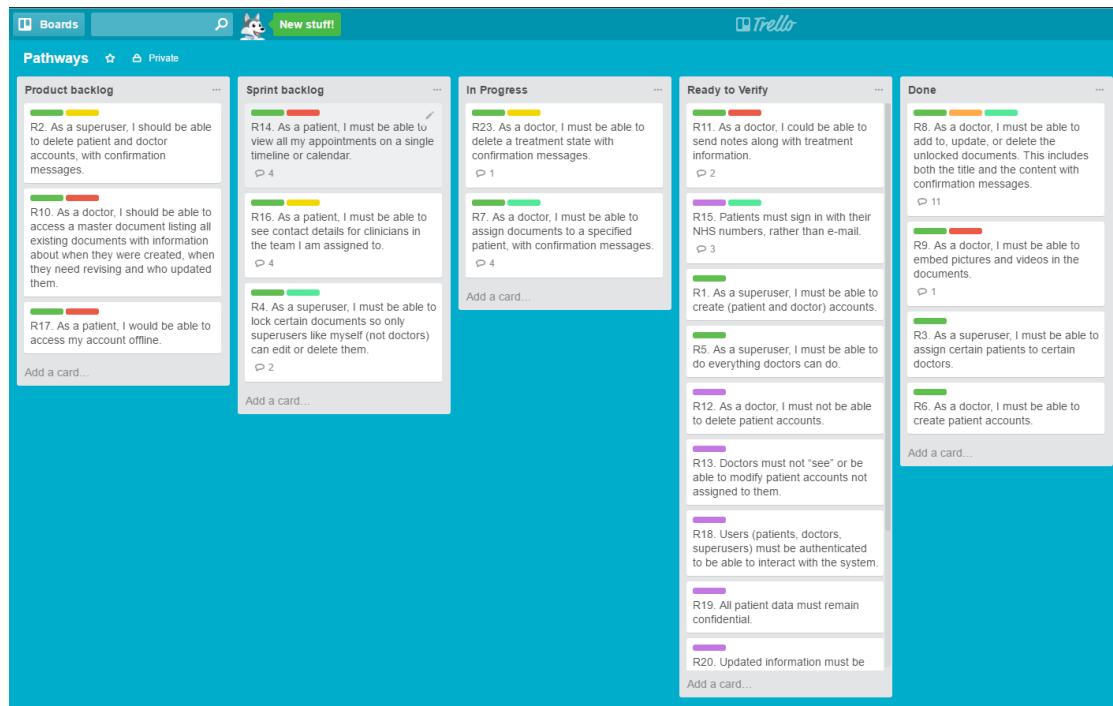 Boards
New stuff!
Trello
Pathways
Private
Product backlog
R2. As a superuser, I should be able
to delete patient and doctor
accounts, with confirmation
messages.
R10. As a doctor, I should be able to
access a master document listing all
existing documents with information
about when they were created, when
they need revising and who updated
them.
R17. As a patient, I would be able to
access my account offline.
Add a card...
Sprint backlog
R14. As a patient, I must be able to
view all my appointments on a single
timeline or calendar.
4
R16. As a patient, I must be able to
see contact details for clinicians in
the team I am assigned to.
4
R4. As a superuser, I must be able to
lock certain documents so only
superusers like myself (not doctors)
can edit or delete them.
2
Add a card...
In Progress
R23. As a doctor, I must be able to
delete a treatment state with
confirmation messages.
1
R7. As a doctor, I must be able to
assign documents to a specified
patient, with confirmation messages.
4
Add a card...
Ready to Verify
R11. As a doctor, I could be able to
send notes along with treatment
information.
2
R15. Patients must sign in with their
NHS numbers, rather than e-mail.
3
R1. As a superuser, I must be able to
create (patient and doctor) accounts.
R5. As a superuser, I must be able to
do everything doctors can do.
R12. As a doctor, I must not be able
to delete patient accounts.
R13. Doctors must not “see” or be
able to modify patient accounts not
assigned to them.
R18. Users (patients, doctors,
superusers) must be authenticated
to be able to interact with the system.
R19. All patient data must remain
confidential.
R20. Updated information must be
Add a card...
Done
R8. As a doctor, I must be able to
add to, update, or delete the
unlocked documents. This includes
both the title and the content with
confirmation messages.
11
R9. As a doctor, I must be able to
embed pictures and videos in the
documents.
1
R3. As a superuser, I must be able to
assign certain patients to certain
doctors.
R6. As a doctor, I must be able to
create patient accounts.
Add a card...